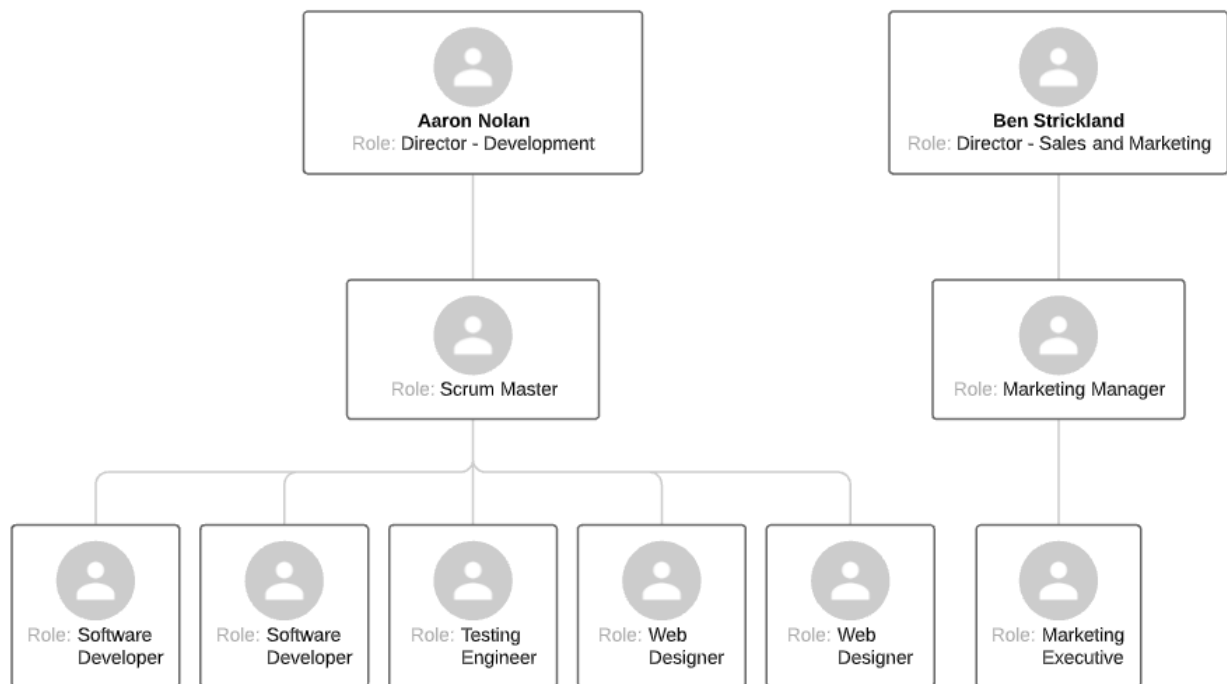 Aaron Nolan
Role: Director - Development
Ben Strickland
Role: Director - Sales and Marketing
Role: Scrum Master
Role: Marketing Manager
Role: Software
Developer
Role: Software
Developer
Role: Testing
Engineer
Role: Web
Designer
Role: Web
Designer
Role: Marketing
Executive